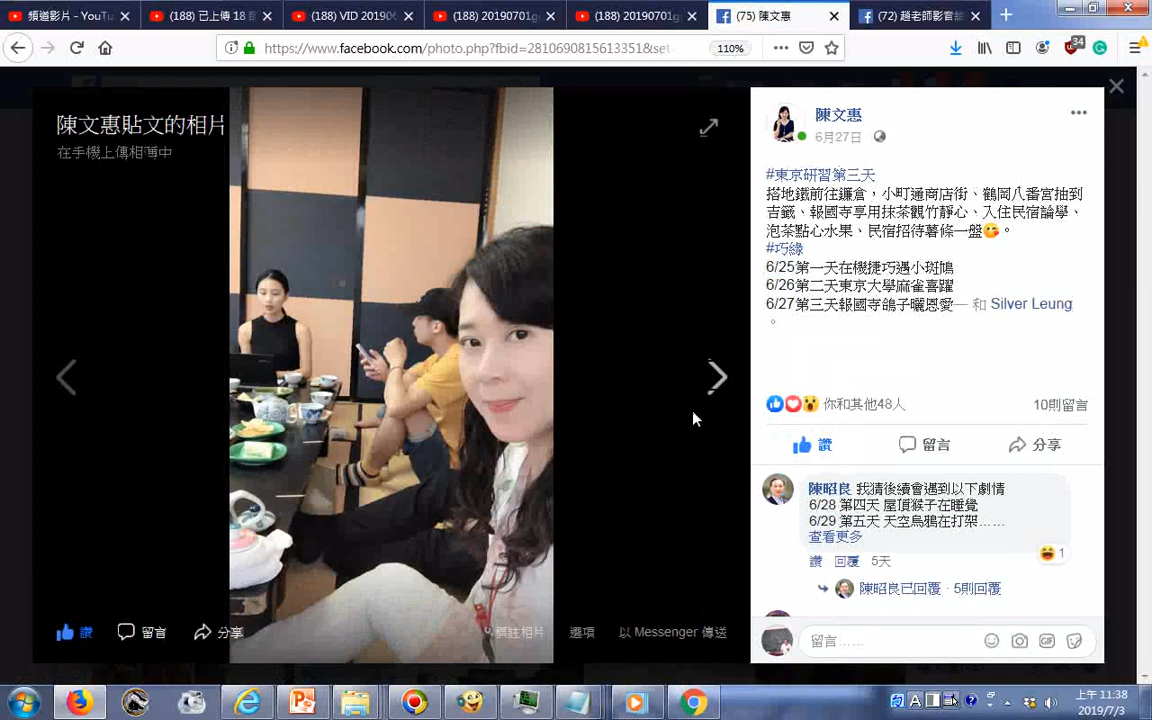 頻道影片 - YouTu
(188) 已上傳 18 部
(188) VID 20190
(188) 20190701g
(188) 20190701g
(75) 陳文惠
(72) 趙老師影音論
https://www.facebook.com/photo.php?fbid=2810690815613351&set
110%
34
陳文惠貼文的相片
在手機上傳相簿中
陳文惠
6月27日
#東京研習第三天
搭地鐵前往鎌倉，小町通商店街、鶴岡八番宮抽到
吉籤、報國寺享用抹茶觀竹靜心、入住民宿論學、
泡茶點心水果、民宿招待薯條一盤😋。
#巧緣
6/25第一天在機捷巧遇小斑鳩
6/26第二天東京大學麻雀喜躍
6/27第三天報國寺鴿子曬恩愛— 和 Silver Leung
。
你和其他48人
10則留言
讚
留言
分享
陳昭良 我猜後續會遇到以下劇情
6/28 第四天 屋頂猴子在睡覺
6/29 第五天 天空烏鴉在打架……
查看更多
1
讚 回覆 5天
陳昭良已回覆 · 5則回覆
讚
留言
分享
標註相片
選項
以 Messenger 傳送
留言……
GIF
上午 11:38
2019/7/3